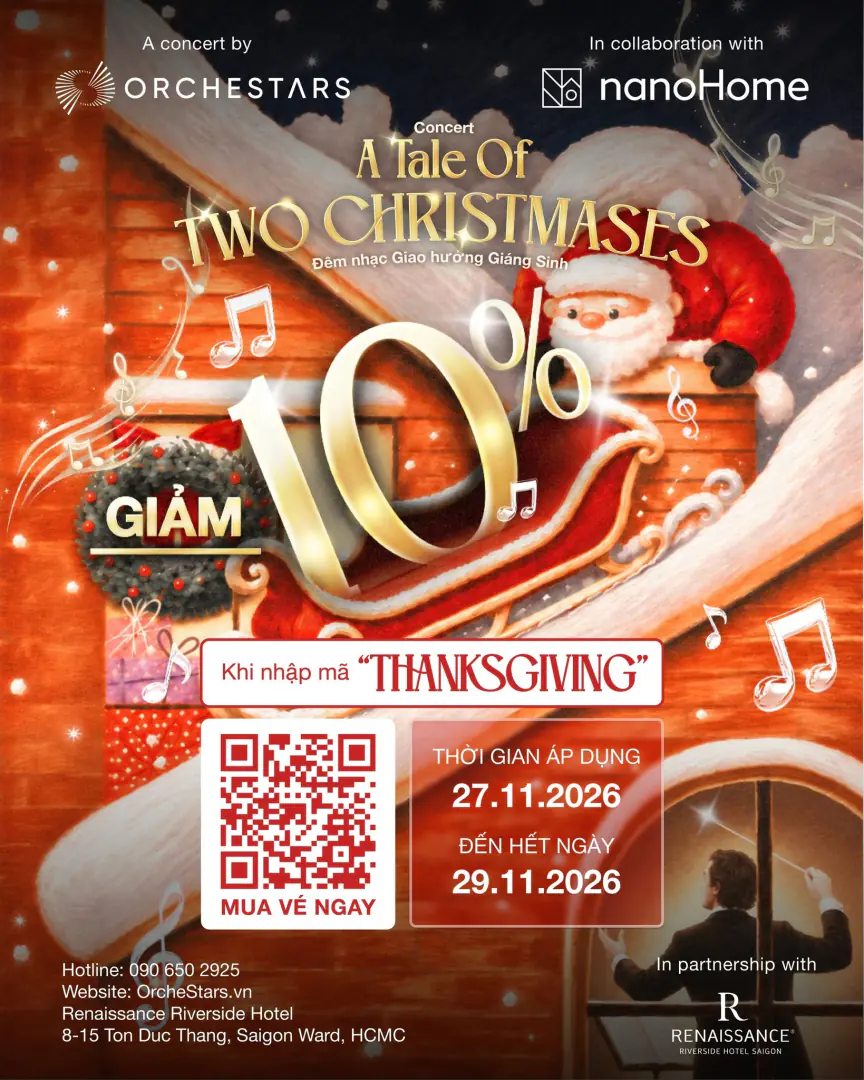 A concert by
ORCHESTARS
In collaboration with
nanoHome
Concert
A Tale Of
TWO CHRISTMASES
Đêm nhạc Giao hưởng Giáng Sinh
10%
GIẢM
Khi nhập mã “THANKSGIVING”
MUA VÉ NGAY
THỜI GIAN ÁP DỤNG
27.11.2026
ĐẾN HẾT NGÀY
29.11.2026
Hotline: 090 650 2925
Website: OrcheStars.vn
Renaissance Riverside Hotel
8-15 Ton Duc Thang, Saigon Ward, HCMC
In partnership with
R
RENAISSANCE®
RIVERSIDE HOTEL SAIGON